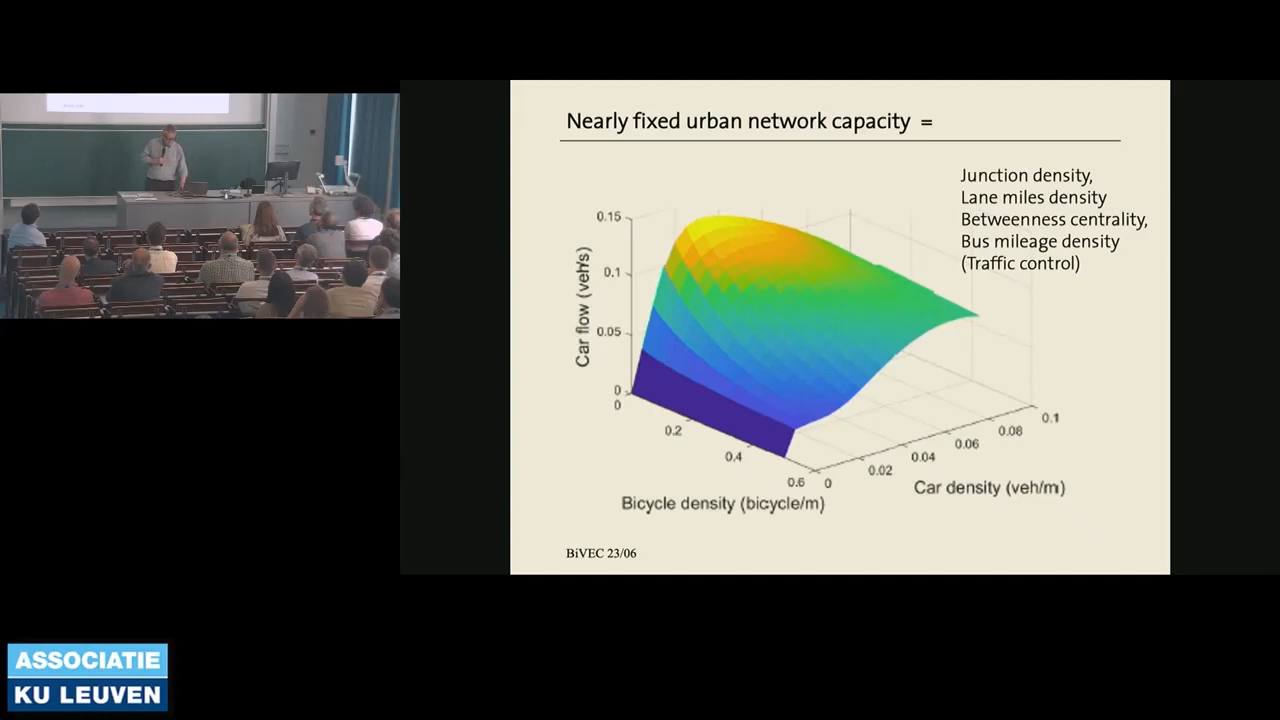 Nearly fixed urban network capacity =
Junction density,
Lane miles density
Betweenness centrality,
Bus mileage density
(Traffic control)
Car flow (veh/s)
0.15
0.1
0.05
0
0
0.2
0.4
0.6
Bicycle density (bicycle/m)
0
0.02
0.04
0.06
0.08
0.1
Car density (veh/m)
BiVEC 23/06
ASSOCIATIE
KU LEUVEN